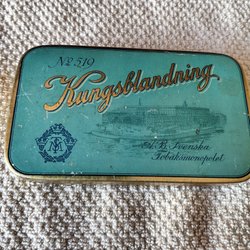 No 519
Kungsblandning
A.B. Svenska
Tobaksmonopolet